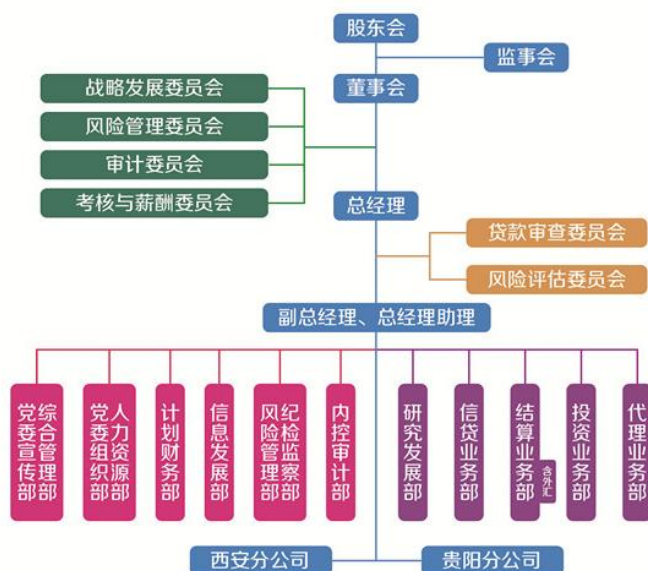 股东会
监事会
董事会
战略发展委员会
风险管理委员会
审计委员会
考核与薪酬委员会
总经理
贷款审查委员会
风险评估委员会
副总经理、总经理助理
综合管理部
党委宣传部
人力资源部
党委组织部
计划财务部
信息发展部
纪检监察部
风险管理部
内控审计部
研究发展部
信贷业务部
结算业务部
含外汇
投资业务部
代理业务部
西安分公司
贵阳分公司